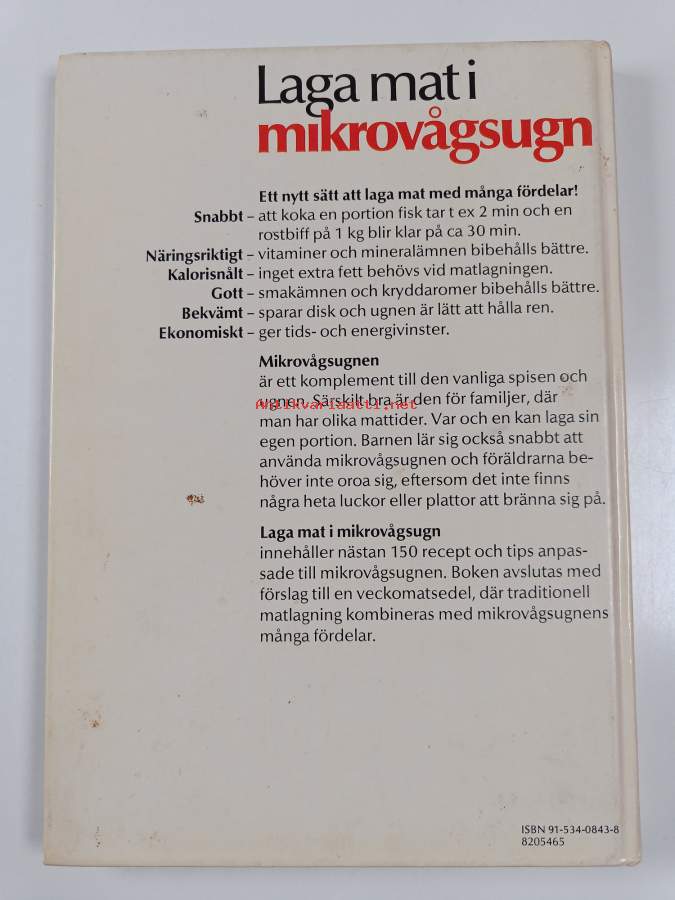 Laga mat i
mikrovågsugn
Ett nytt sätt att laga mat med många fördelar!
Snabbt – att koka en portion fisk tar t ex 2 min och en
rostbiff på 1 kg blir klar på ca 30 min.
Näringsriktigt – vitaminer och mineralämnen bibehålls bättre.
Kalorisnålt – inget extra fett behövs vid matlagningen.
Gott – smakämnen och kryddaromer bibehålls bättre.
Bekvämt – sparar disk och ugnen är lätt att hålla ren.
Ekonomiskt – ger tids- och energivinster.
Mikrovågsugnen
är ett komplement till den vanliga spisen och
ugnen. Särskilt bra är den för familjer, där
antikvariaatti.net
man har olika mattider. Var och en kan laga sin
egen portion. Barnen lär sig också snabbt att
använda mikrovågsugnen och föräldrarna be-
höver inte oroa sig, eftersom det inte finns
några heta luckor eller plattor att bränna sig på.
Laga mat i mikrovågsugn
innehåller nästan 150 recept och tips anpas-
sade till mikrovågsugnen. Boken avslutas med
förslag till en veckomatsedel, där traditionell
matlagning kombineras med mikrovågsugnens
många fördelar.
ISBN 91-534-0843-8
8205465